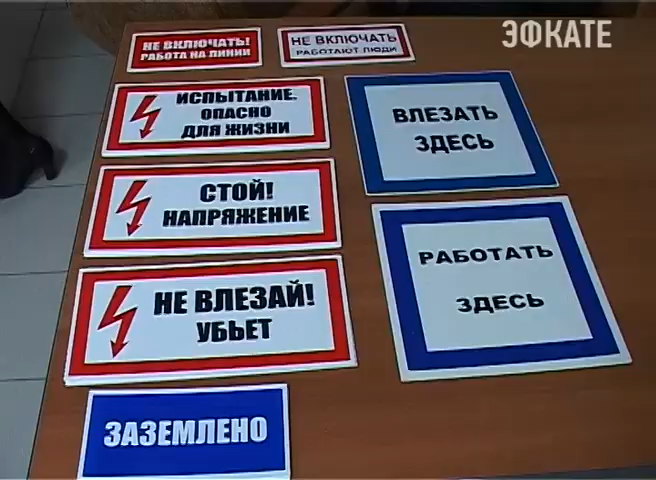 ЭФКАТЕ
НЕ ВКЛЮЧАТЬ!
РАБОТА НА ЛИНИИ
НЕ ВКЛЮЧАТЬ
РАБОТАЮТ ЛЮДИ
ИСПЫТАНИЕ.
ОПАСНО
ДЛЯ ЖИЗНИ
ВЛЕЗАТЬ
ЗДЕСЬ
СТОЙ!
НАПРЯЖЕНИЕ
РАБОТАТЬ
ЗДЕСЬ
НЕ ВЛЕЗАЙ!
УБЬЕТ
ЗАЗЕМЛЕНО